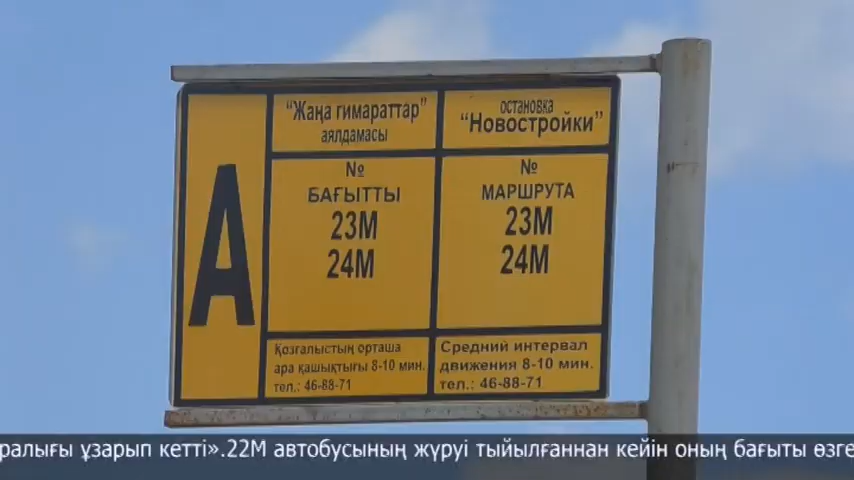 А
“Жаңа гимараттар”
аялдамасы
№
БАҒЫТТЫ
23М
24М
Қозгалыстың орташа
ара қашықтығы 8-10 мин.
тел.: 46-88-71
остановка
“Новостройки”
№
МАРШРУТА
23М
24М
Средний интервал
движения 8-10 мин.
тел.: 46-88-71
ралығы ұзарып кетті».22М автобусының жүруі тыйылғаннан кейін оның бағыты өзге